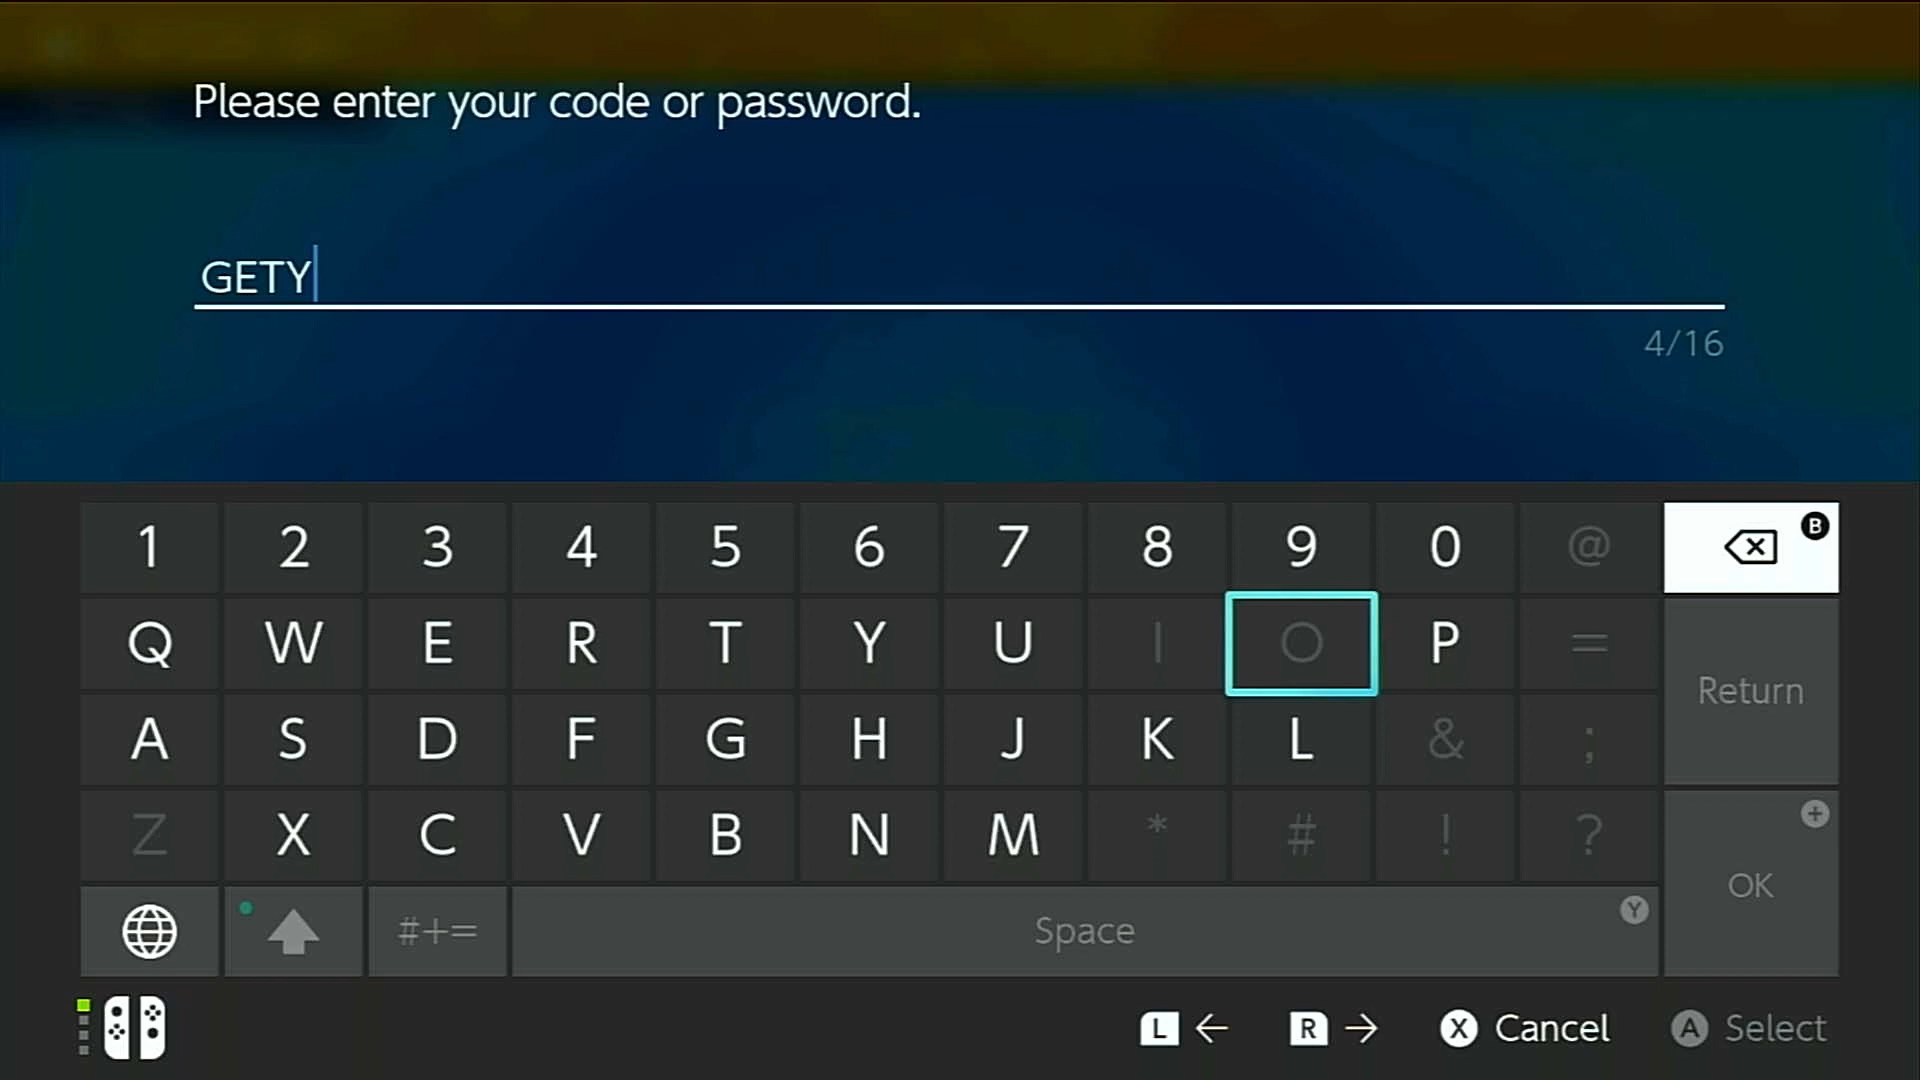 Please enter your code or password.
GETY
4/16
1 2 3 4 5 6 7 8 9 0 @ B
Q W E R T Y U I O P = Return
A S D F G H J K L & ;
Z X C V B N M * # ! ? + OK
#+= Space Y
L ← R → X Cancel A Select